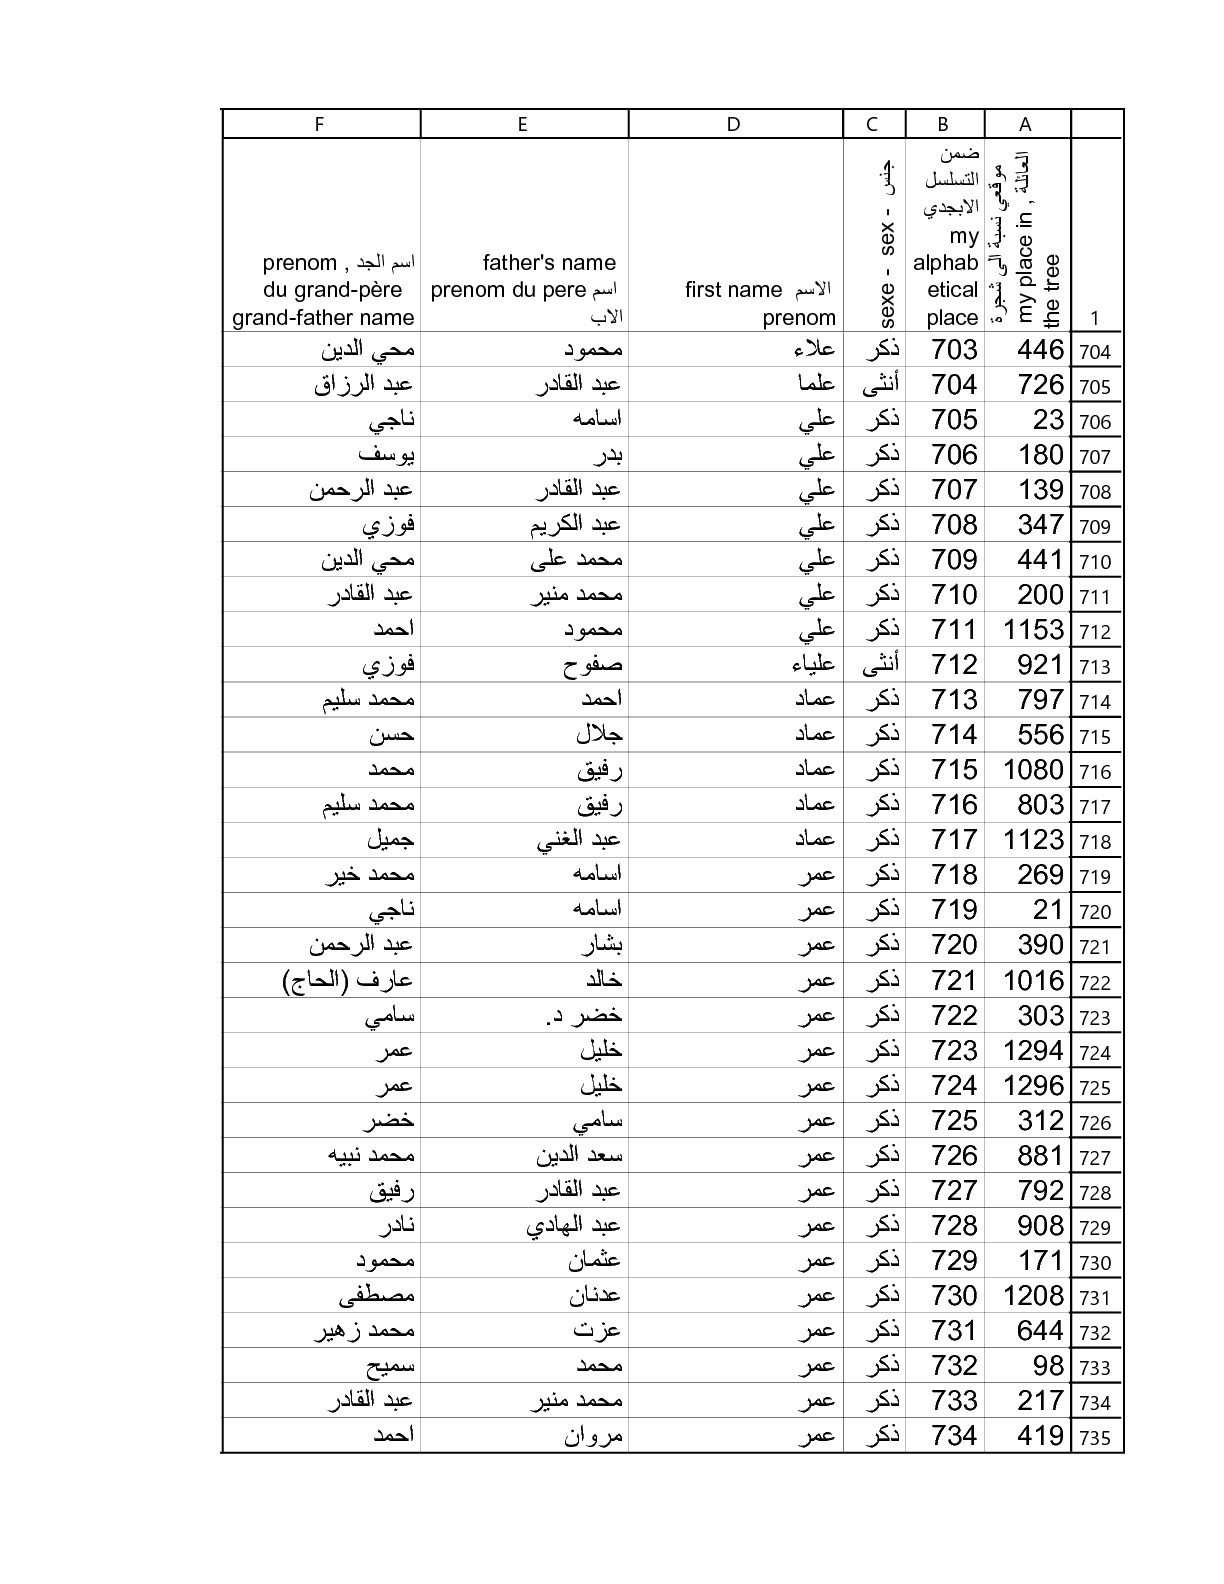 F E D C B A
اسم الجد , prenom du grand-père grand-father name | father's name prenom du pere اسم الاب | first name الاسم prenom | sexe - sex - جنس | ضمن التسلسل الابجدي my alphabetical place | موقعي نسبة الى شجرة العائلة , my place in the tree | 1
محي الدين محمود علاء ذكر 703 446 704
عبد الرزاق عبد القادر علما أنثى 704 726 705
ناجي اسامه علي ذكر 705 23 706
يوسف بدر علي ذكر 706 180 707
عبد الرحمن عبد القادر علي ذكر 707 139 708
فوزي عبد الكريم علي ذكر 708 347 709
محي الدين محمد على علي ذكر 709 441 710
عبد القادر محمد منير علي ذكر 710 200 711
احمد محمود علي ذكر 711 1153 712
فوزي صفوح علياء أنثى 712 921 713
محمد سليم احمد عماد ذكر 713 797 714
حسن جلال عماد ذكر 714 556 715
محمد رفيق عماد ذكر 715 1080 716
محمد سليم رفيق عماد ذكر 716 803 717
جميل عبد الغني عماد ذكر 717 1123 718
محمد خير اسامه عمر ذكر 718 269 719
ناجي اسامه عمر ذكر 719 21 720
عبد الرحمن بشار عمر ذكر 720 390 721
عارف (الحاج) خالد عمر ذكر 721 1016 722
سامي خضر د. عمر ذكر 722 303 723
عمر خليل عمر ذكر 723 1294 724
عمر خليل عمر ذكر 724 1296 725
خضر سامي عمر ذكر 725 312 726
محمد نبيه سعد الدين عمر ذكر 726 881 727
رفيق عبد القادر عمر ذكر 727 792 728
نادر عبد الهادي عمر ذكر 728 908 729
محمود عثمان عمر ذكر 729 171 730
مصطفى عدنان عمر ذكر 730 1208 731
محمد زهير عزت عمر ذكر 731 644 732
سميح محمد عمر ذكر 732 98 733
عبد القادر محمد منير عمر ذكر 733 217 734
احمد مروان عمر ذكر 734 419 735